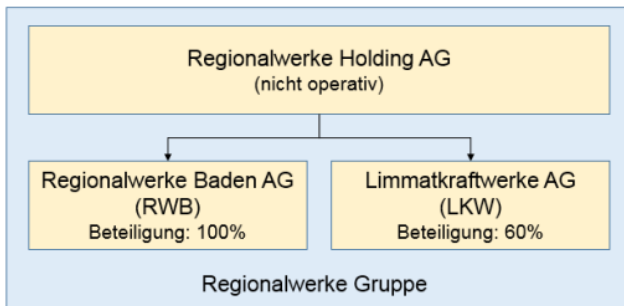 Regionalwerke Holding AG
(nicht operativ)
Regionalwerke Baden AG
(RWB)
Beteiligung: 100%
Limmatkraftwerke AG
(LKW)
Beteiligung: 60%
Regionalwerke Gruppe